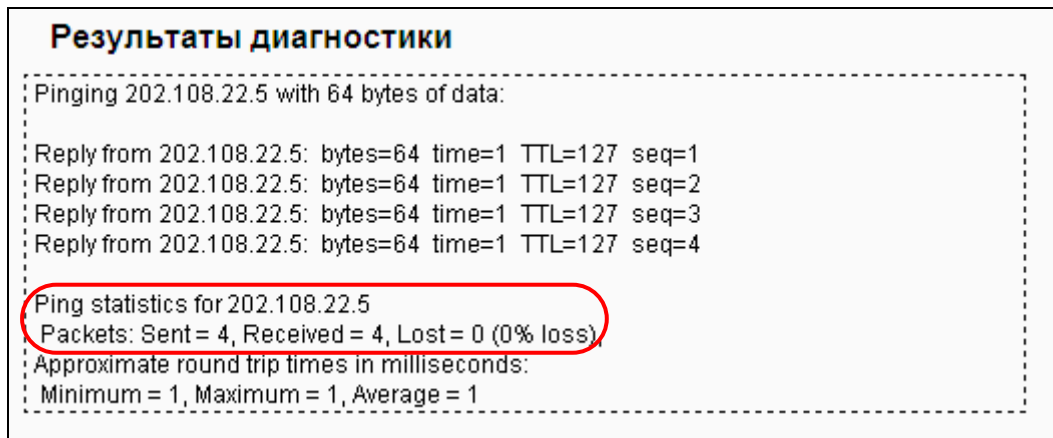 Результаты диагностики
Pinging 202.108.22.5 with 64 bytes of data:
Reply from 202.108.22.5: bytes=64 time=1 TTL=127 seq=1
Reply from 202.108.22.5: bytes=64 time=1 TTL=127 seq=2
Reply from 202.108.22.5: bytes=64 time=1 TTL=127 seq=3
Reply from 202.108.22.5: bytes=64 time=1 TTL=127 seq=4
Ping statistics for 202.108.22.5
Packets: Sent = 4, Received = 4, Lost = 0 (0% loss),
Approximate round trip times in milliseconds:
Minimum = 1, Maximum = 1, Average = 1